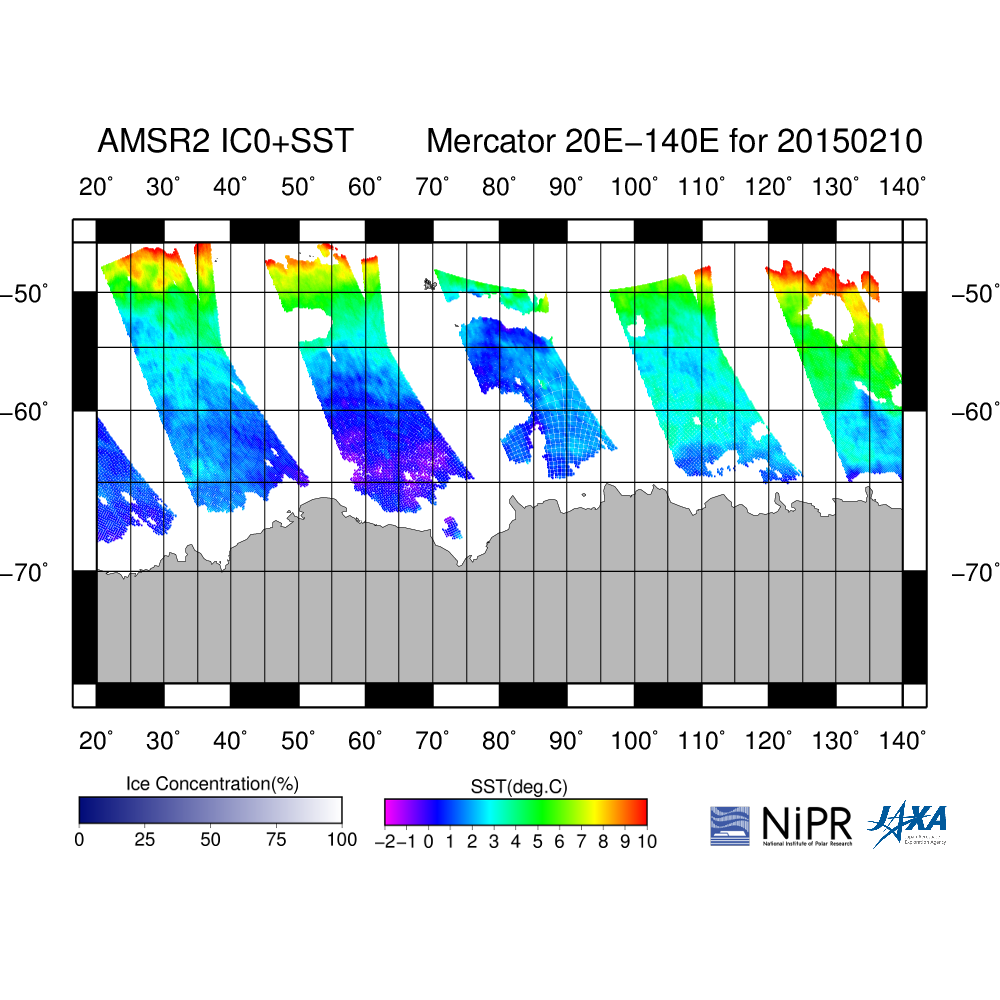 AMSR2 IC0+SST Mercator 20E−140E for 20150210
20° 30° 40° 50° 60° 70° 80° 90° 100° 110° 120° 130° 140°
−50° −50°
−60° −60°
−70° −70°
20° 30° 40° 50° 60° 70° 80° 90° 100° 110° 120° 130° 140°
Ice Concentration(%) SST(deg.C)
0 25 50 75 100
−2 −1 0 1 2 3 4 5 6 7 8 9 10
NiPR
National Institute of Polar Research
JAXA
Exploration Agency